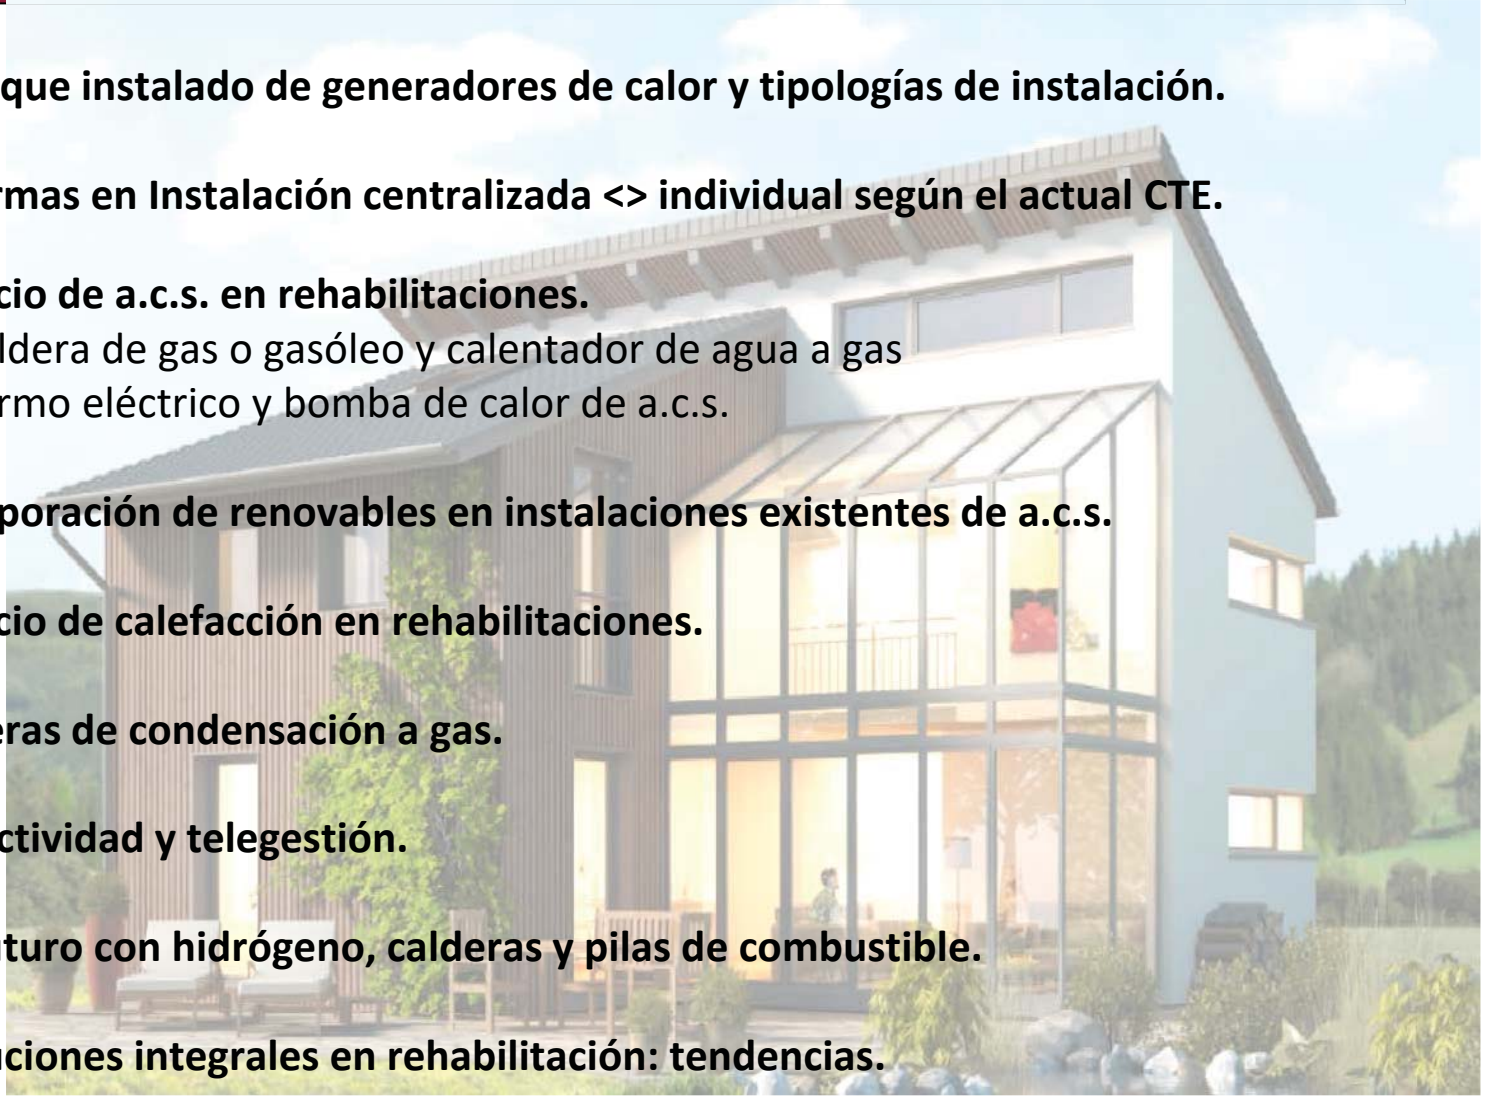 que instalado de generadores de calor y tipologías de instalación.
rmas en Instalación centralizada <> individual según el actual CTE.
cio de a.c.s. en rehabilitaciones.
ldera de gas o gasóleo y calentador de agua a gas
rmo eléctrico y bomba de calor de a.c.s.
poración de renovables en instalaciones existentes de a.c.s.
cio de calefacción en rehabilitaciones.
eras de condensación a gas.
ctividad y telegestión.
turo con hidrógeno, calderas y pilas de combustible.
ciones integrales en rehabilitación: tendencias.